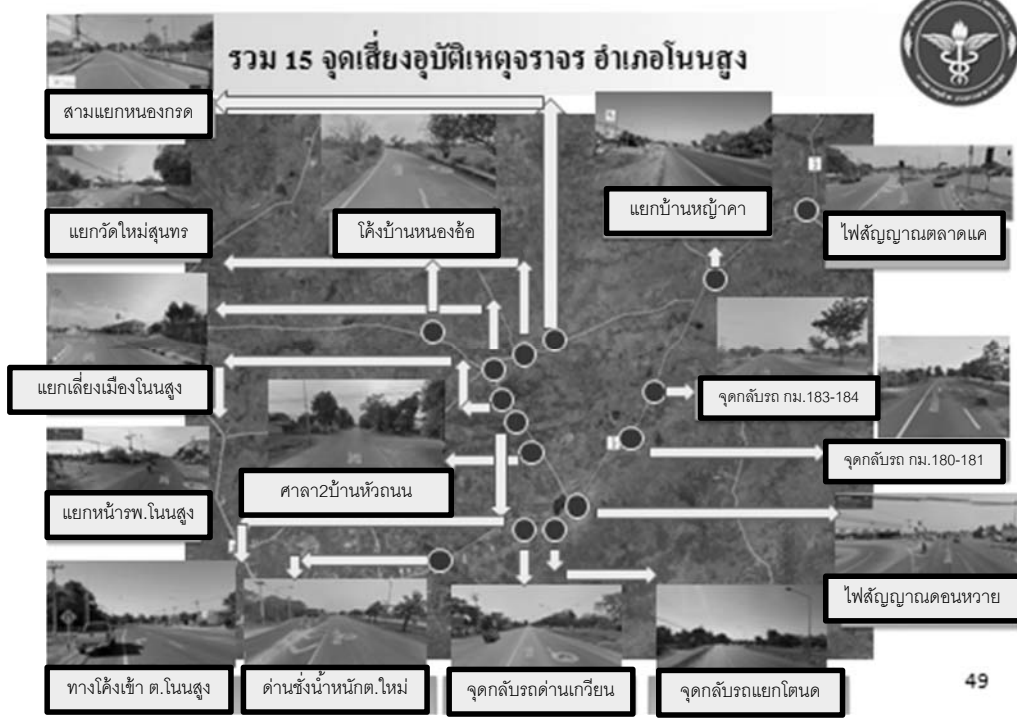 รวม 15 จุดเสี่ยงอุบัติเหตุจราจร อำเภอโนนสูง
สามแยกหนองกรด
แยกวัดใหม่สุนทร
โค้งบ้านหนองอ้อ
แยกบ้านหญ้าคา
ไฟสัญญาณตลาดแค
แยกเลี่ยงเมืองโนนสูง
จุดกลับรถ กม.183-184
แยกหน้ารพ.โนนสูง
ศาลา2บ้านหัวถนน
จุดกลับรถ กม.180-181
ไฟสัญญาณดอนหวาย
ทางโค้งเข้า ต.โนนสูง
ด่านชั่งน้ำหนักต.ใหม่
จุดกลับรถด่านเกวียน
จุดกลับรถแยกโตนด
49